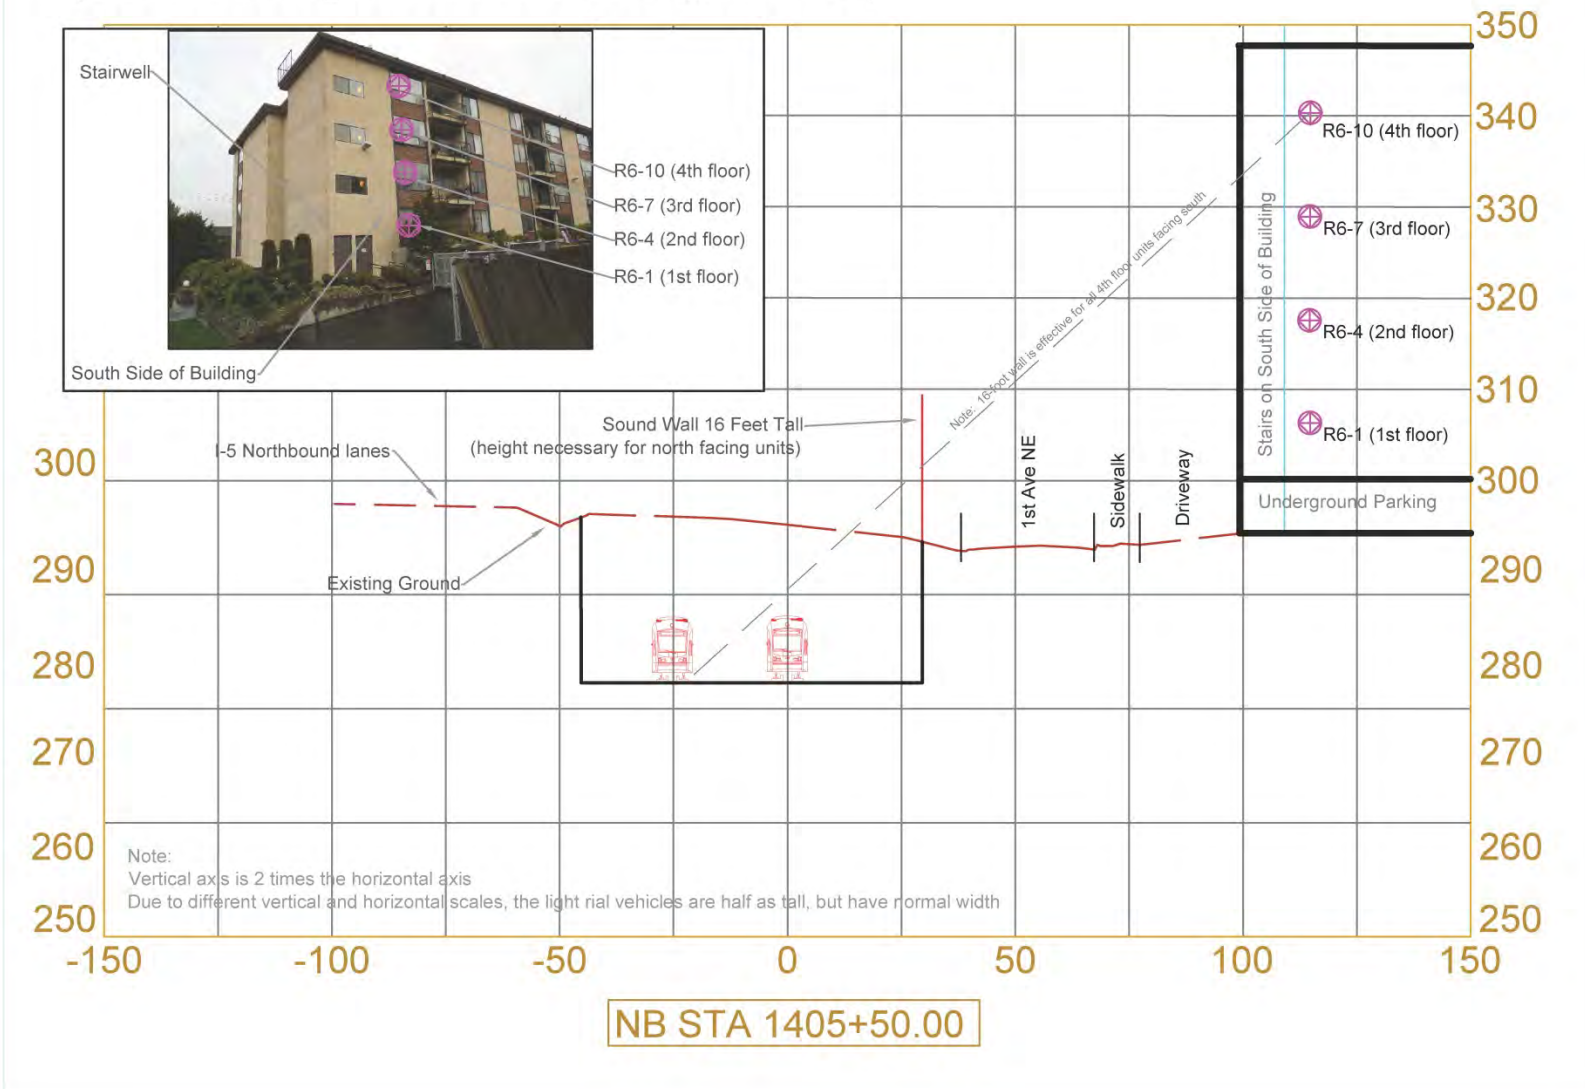 Stairwell
R6-10 (4th floor)
R6-7 (3rd floor)
R6-4 (2nd floor)
R6-1 (1st floor)
South Side of Building
350
340
330
320
310
300
290
280
270
260
250
R6-10 (4th floor)
R6-7 (3rd floor)
R6-4 (2nd floor)
R6-1 (1st floor)
Stairs on South Side of Building
Underground Parking
Note: 16-foot wall is effective for all 4th floor units facing south
Sound Wall 16 Feet Tall
(height necessary for north facing units)
I-5 Northbound lanes
Existing Ground
1st Ave NE
Sidewalk
Driveway
300
290
280
270
260
250
Note:
Vertical axis is 2 times the horizontal axis
Due to different vertical and horizontal scales, the light rial vehicles are half as tall, but have normal width
-150 -100 -50 0 50 100 150
NB STA 1405+50.00